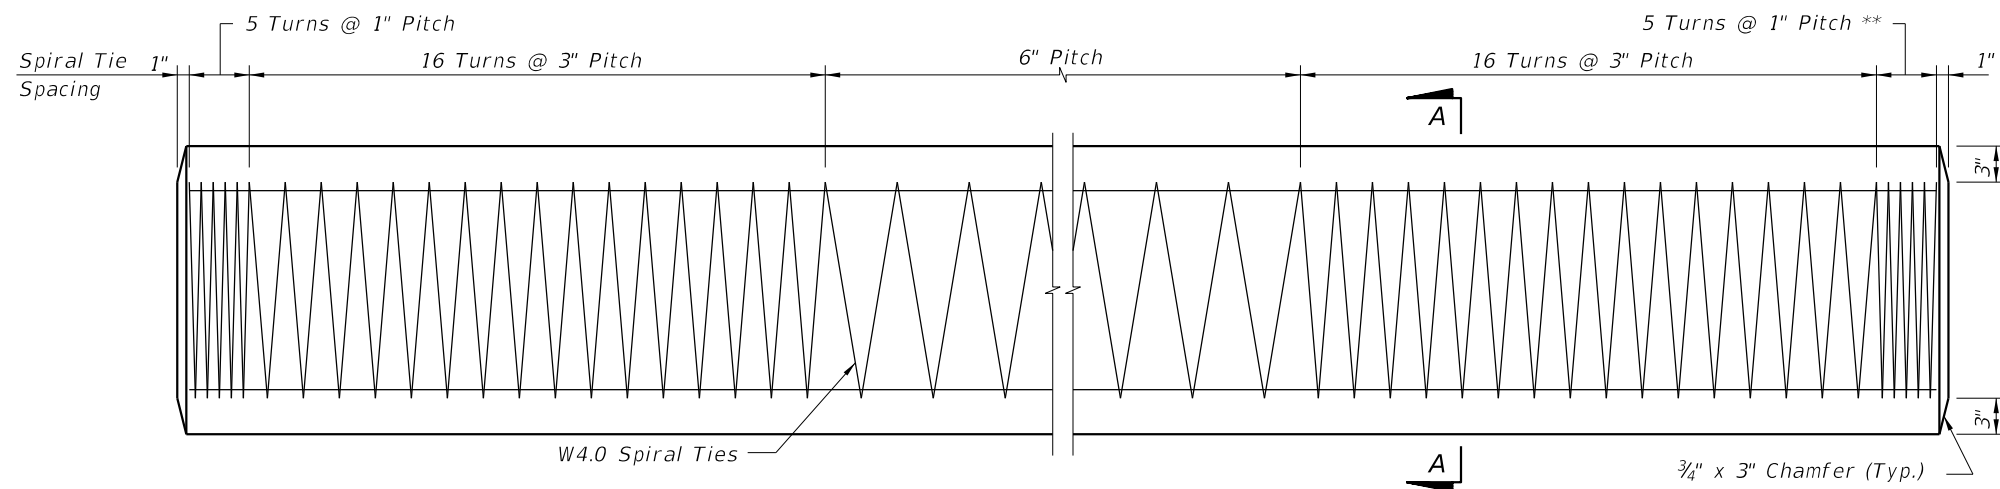 5 Turns @ 1" Pitch
5 Turns @ 1" Pitch **
Spiral Tie
Spacing
1"
16 Turns @ 3" Pitch
6" Pitch
16 Turns @ 3" Pitch
1"
A
3"
3"
W4.0 Spiral Ties
A
¾" x 3" Chamfer (Typ.)